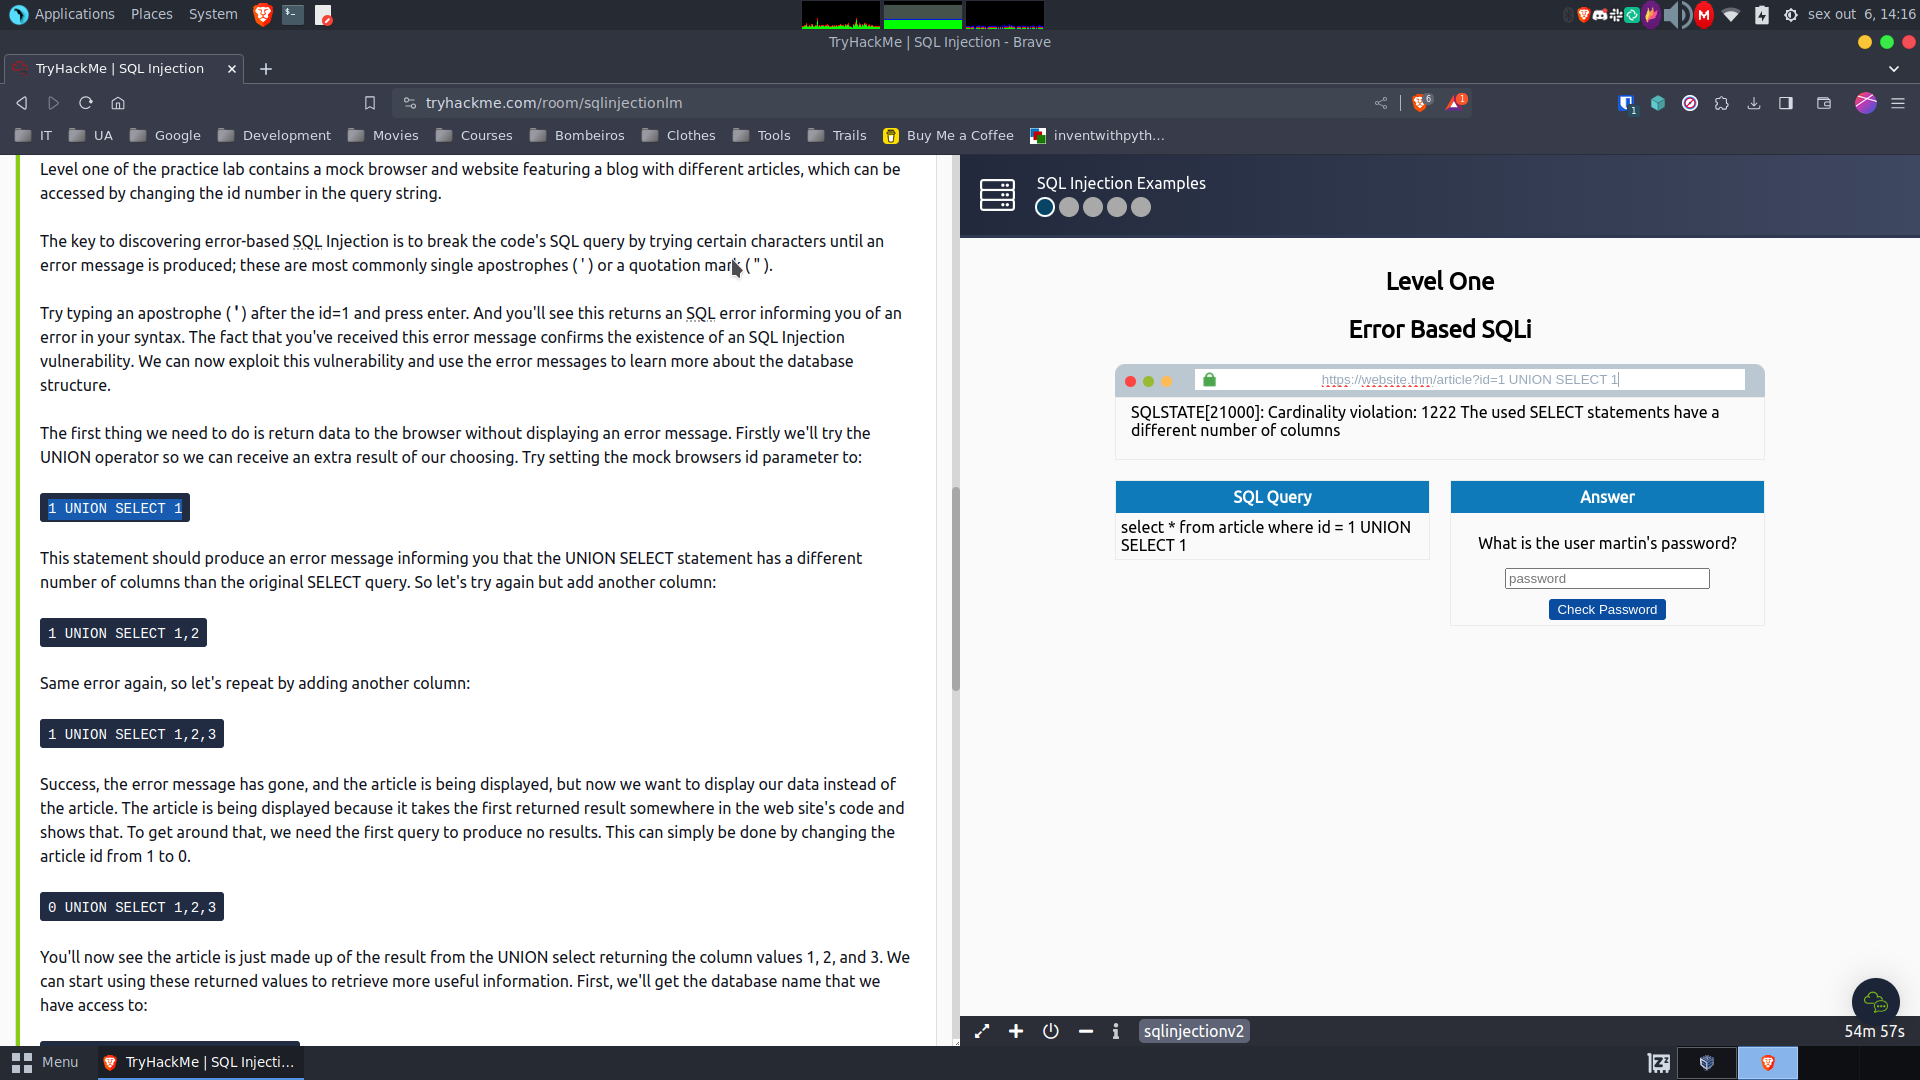 Applications Places System
sex out 6, 14:16
TryHackMe | SQL Injection - Brave
TryHackMe | SQL Injection
tryhackme.com/room/sqlinjectionlm
6
1
1
IT UA Google Development Movies Courses Bombeiros Clothes Tools Trails Buy Me a Coffee inventwithpyth...
Level one of the practice lab contains a mock browser and website featuring a blog with different articles, which can be
accessed by changing the id number in the query string.
The key to discovering error-based SQL Injection is to break the code's SQL query by trying certain characters until an
error message is produced; these are most commonly single apostrophes ( ' ) or a quotation mark ( " ).
Try typing an apostrophe ( ' ) after the id=1 and press enter. And you'll see this returns an SQL error informing you of an
error in your syntax. The fact that you've received this error message confirms the existence of an SQL Injection
vulnerability. We can now exploit this vulnerability and use the error messages to learn more about the database
structure.
The first thing we need to do is return data to the browser without displaying an error message. Firstly we'll try the
UNION operator so we can receive an extra result of our choosing. Try setting the mock browsers id parameter to:
1 UNION SELECT 1
This statement should produce an error message informing you that the UNION SELECT statement has a different
number of columns than the original SELECT query. So let's try again but add another column:
1 UNION SELECT 1,2
Same error again, so let's repeat by adding another column:
1 UNION SELECT 1,2,3
Success, the error message has gone, and the article is being displayed, but now we want to display our data instead of
the article. The article is being displayed because it takes the first returned result somewhere in the web site's code and
shows that. To get around that, we need the first query to produce no results. This can simply be done by changing the
article id from 1 to 0.
0 UNION SELECT 1,2,3
You'll now see the article is just made up of the result from the UNION select returning the column values 1, 2, and 3. We
can start using these returned values to retrieve more useful information. First, we'll get the database name that we
have access to:
SQL Injection Examples
Level One
Error Based SQLi
https://website.thm/article?id=1 UNION SELECT 1
SQLSTATE[21000]: Cardinality violation: 1222 The used SELECT statements have a
different number of columns
SQL Query
select * from article where id = 1 UNION
SELECT 1
Answer
What is the user martin's password?
password
Check Password
sqlinjectionv2
54m 57s
Menu
TryHackMe | SQL Injecti...